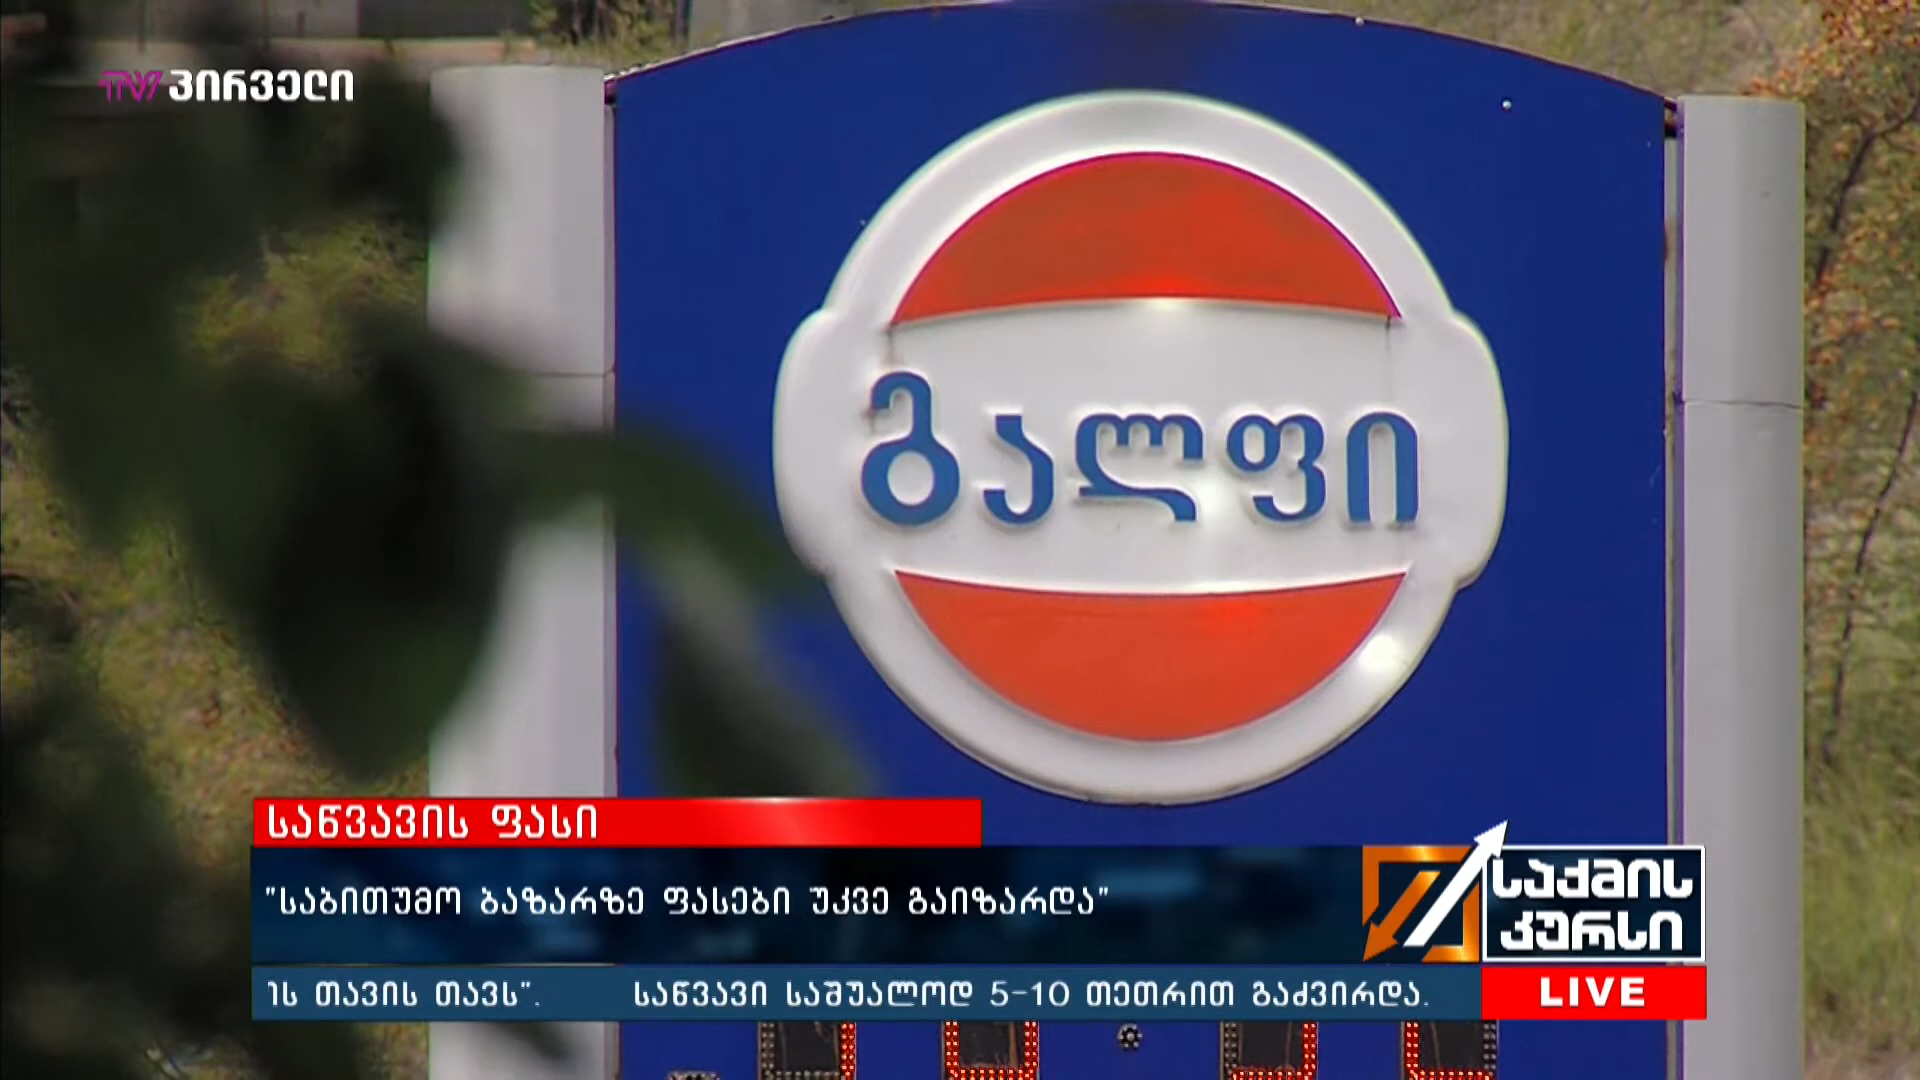 TV პირველი
გალფი
საწვავის ფასი
"საბითუმო ბაზარზე ფასები უკვე გაიზარდა"
საქმის
კურსი
ის თავის თავს". საწვავი საშუალოდ 5-10 თეთრით გაძვირდა.
LIVE